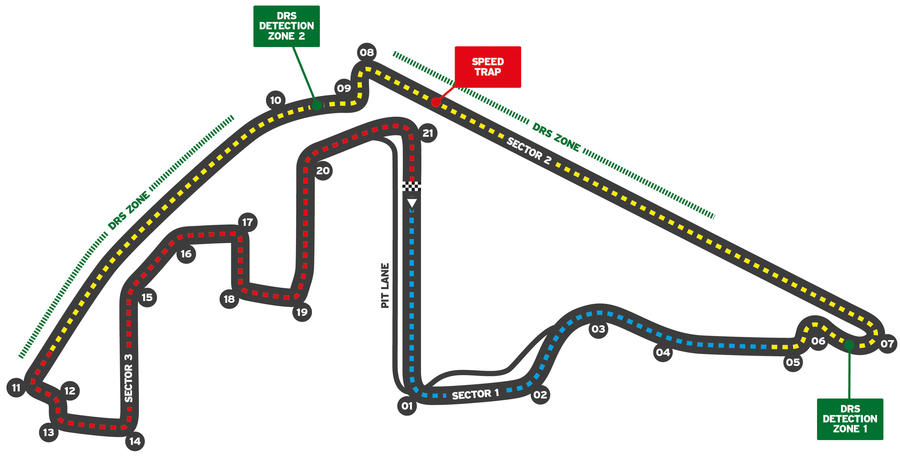 DRS
DETECTION
ZONE 2
08
SPEED
TRAP
09
10
DRS ZONE
SECTOR 2
21
20
DRS ZONE
17
16
PIT LANE
15
18
19
03
04
06
07
05
11
12
SECTOR 3
SECTOR 1
02
01
13
14
DRS
DETECTION
ZONE 1